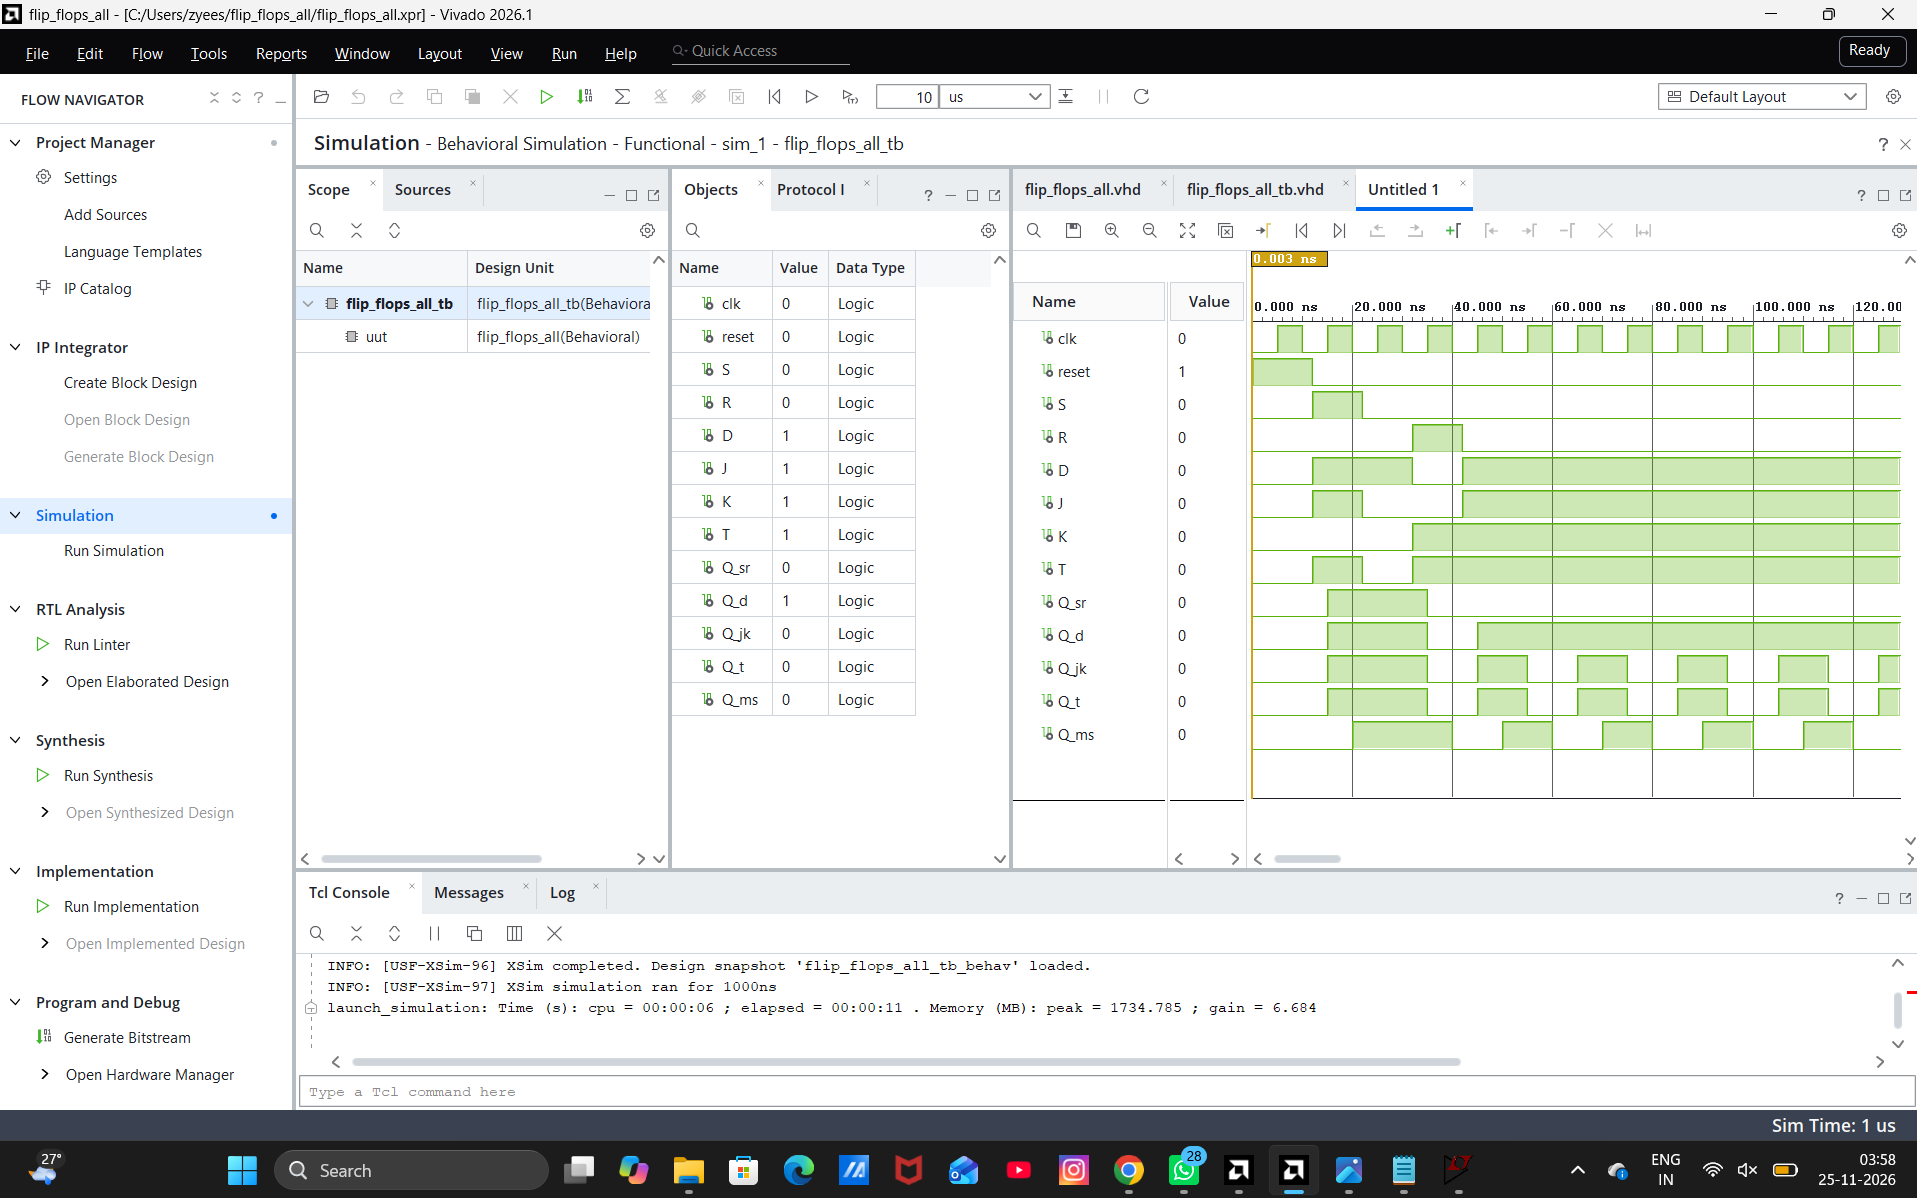 flip_flops_all - [C:/Users/zyees/flip_flops_all/flip_flops_all.xpr] - Vivado 2026.1
File Edit Flow Tools Reports Window Layout View Run Help Quick Access Ready
FLOW NAVIGATOR
10 us Default Layout
Project Manager
Settings
Add Sources
Language Templates
IP Catalog
IP Integrator
Create Block Design
Open Block Design
Generate Block Design
Simulation
Run Simulation
RTL Analysis
Run Linter
Open Elaborated Design
Synthesis
Run Synthesis
Open Synthesized Design
Implementation
Run Implementation
Open Implemented Design
Program and Debug
Generate Bitstream
Open Hardware Manager
Simulation - Behavioral Simulation - Functional - sim_1 - flip_flops_all_tb
Scope Sources
Name Design Unit
flip_flops_all_tb flip_flops_all_tb(Behaviora
uut flip_flops_all(Behavioral)
Objects Protocol I
Name Value Data Type
clk 0 Logic
reset 0 Logic
S 0 Logic
R 0 Logic
D 1 Logic
J 1 Logic
K 1 Logic
T 1 Logic
Q_sr 0 Logic
Q_d 1 Logic
Q_jk 0 Logic
Q_t 0 Logic
Q_ms 0 Logic
flip_flops_all.vhd flip_flops_all_tb.vhd Untitled 1
0.003 ns
Name Value
0.000 ns 20.000 ns 40.000 ns 60.000 ns 80.000 ns 100.000 ns 120.00
clk 0
reset 1
S 0
R 0
D 0
J 0
K 0
T 0
Q_sr 0
Q_d 0
Q_jk 0
Q_t 0
Q_ms 0
Tcl Console Messages Log
INFO: [USF-XSim-96] XSim completed. Design snapshot 'flip_flops_all_tb_behav' loaded.
INFO: [USF-XSim-97] XSim simulation ran for 1000ns
launch_simulation: Time (s): cpu = 00:00:06 ; elapsed = 00:00:11 . Memory (MB): peak = 1734.785 ; gain = 6.684
Type a Tcl command here
Sim Time: 1 us
27°
Search
28
ENG
IN
03:58
25-11-2026